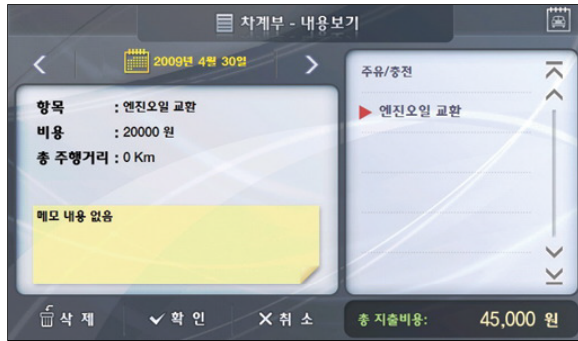 차계부 - 내용보기
2009년 4월 30일
항목 : 엔진오일 교환
비용 : 20000 원
총 주행거리 : 0 Km
메모 내용 없음
주유/충전
엔진오일 교환
삭 제
확 인
취 소
총 지출비용: 45,000 원